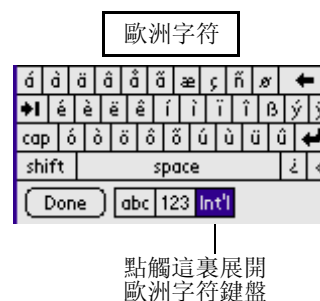 歐洲字符
á à ä â å ã æ ç ñ ø
é è ë ê í ì ï î ß ý
cap ó ò ö ô õ ú ù ü û
shift space ¿
Done abc 123 Int'l
點觸這裏展開
歐洲字符鍵盤